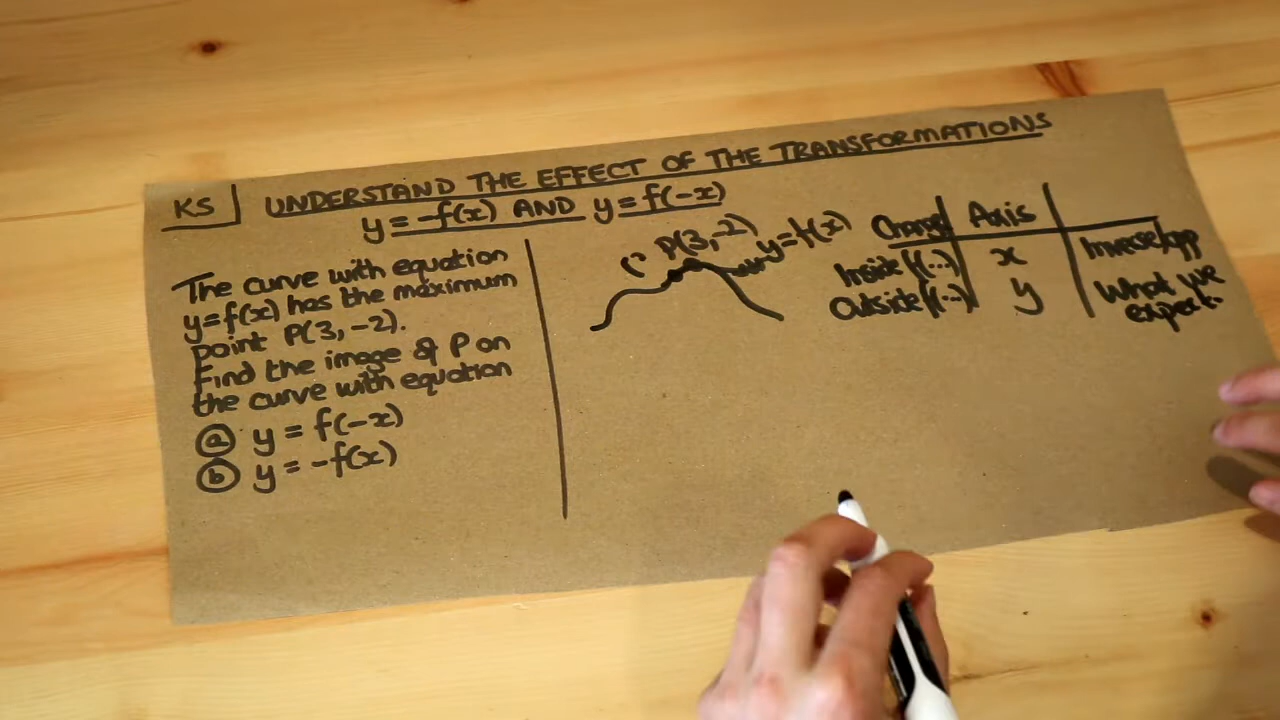 KS
UNDERSTAND THE EFFECT OF THE TRANSFORMATIONS
y=-f(x) AND y=f(-x)
The curve with equation
y=f(x) has the maximum
point P(3,-2).
Find the image of P on
the curve with equation
(a) y = f(-x)
(b) y = -f(x)
P(3,-2)
y=f(x)
Change Axis
Inside f(...) x Inverse/opp
Outside f(...) y What we
expect.